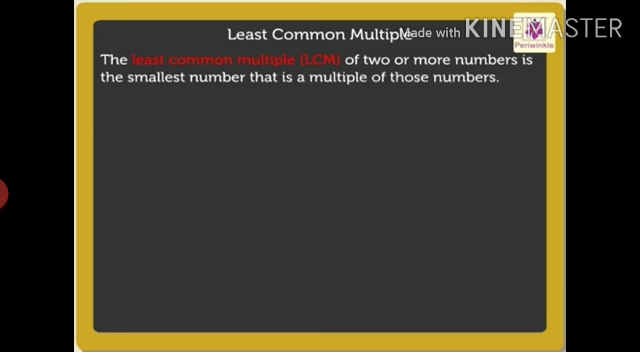 Least Common Multiple
Made with KINEMASTER
Periwinkle
The least common multiple (LCM) of two or more numbers is
the smallest number that is a multiple of those numbers.